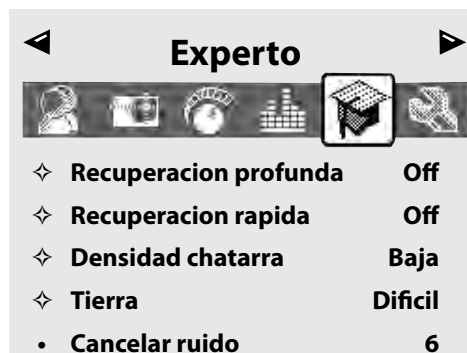 Experto
Recuperacion profunda Off
Recuperacion rapida Off
Densidad chatarra Baja
Tierra Dificil
Cancelar ruido 6